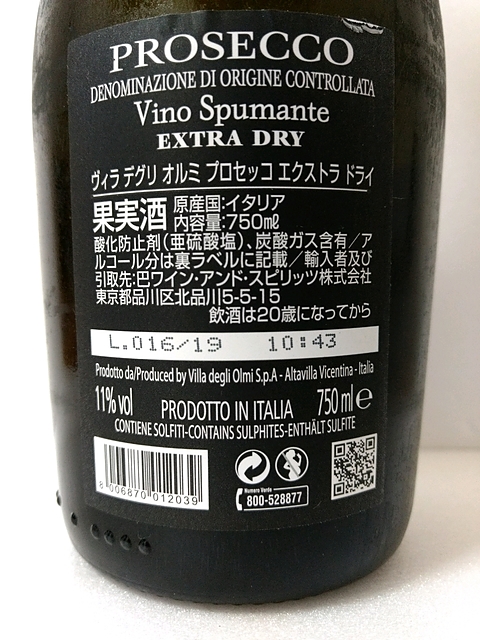 PROSECCO
DENOMINAZIONE DI ORIGINE CONTROLLATA
Vino Spumante
EXTRA DRY
ヴィラ デグリ オルミ プロセッコ エクストラ ドライ
果実酒 原産国:イタリア
内容量:750㎖
酸化防止剤(亜硫酸塩)、炭酸ガス含有/ア
ルコール分は裏ラベルに記載/輸入者及び
引取先:巴ワイン・アンド・スピリッツ株式会社
東京都品川区北品川5-5-15
飲酒は20歳になってから
L.016/19 10:43
Prodotto da/Produced by Villa degli Olmi S.p.A - Altavilla Vicentina - Italia
11% vol PRODOTTO IN ITALIA 750 ml e
CONTIENE SOLFITI-CONTAINS SULPHITES-ENTHÄLT SULFITE
8 006870 012039
Numero Verde
800-528877